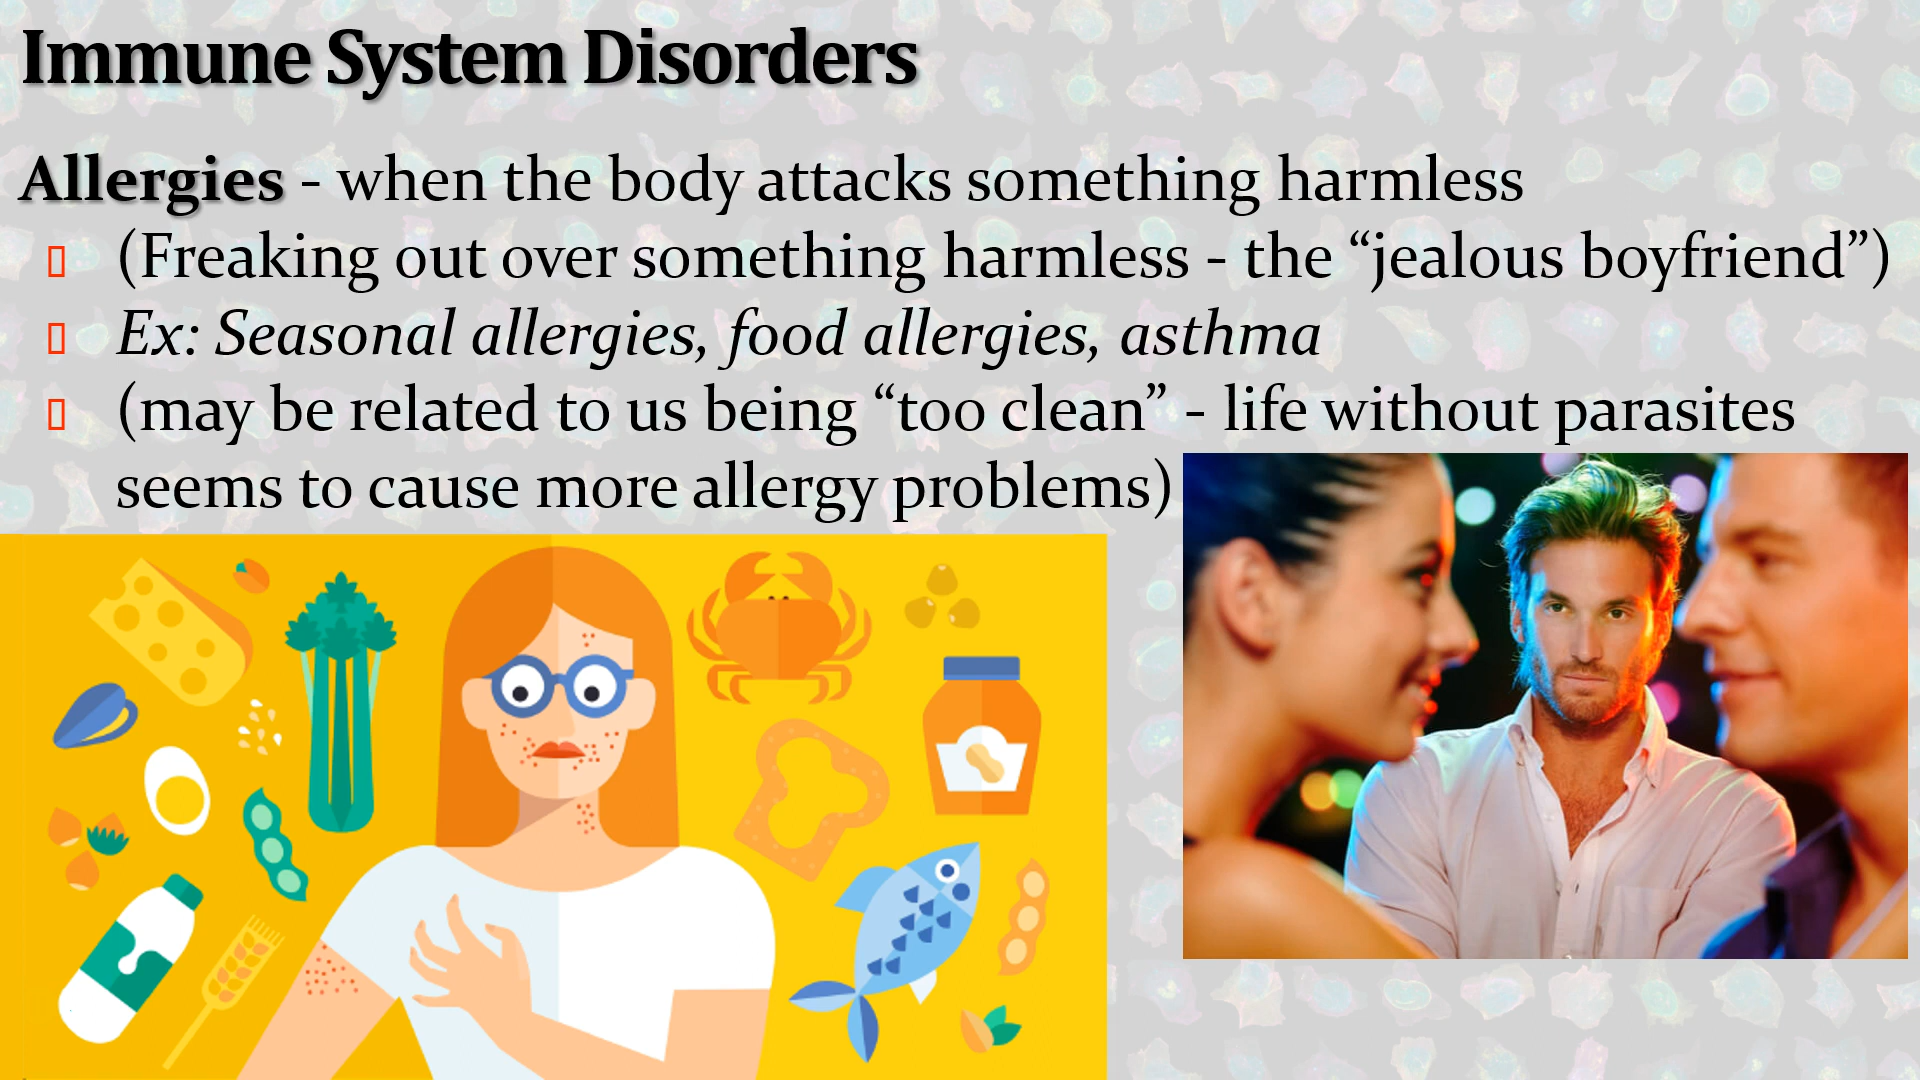 Immune System Disorders
Allergies - when the body attacks something harmless
▯ (Freaking out over something harmless - the “jealous boyfriend”)
▯ Ex: Seasonal allergies, food allergies, asthma
▯ (may be related to us being “too clean” - life without parasites
seems to cause more allergy problems)